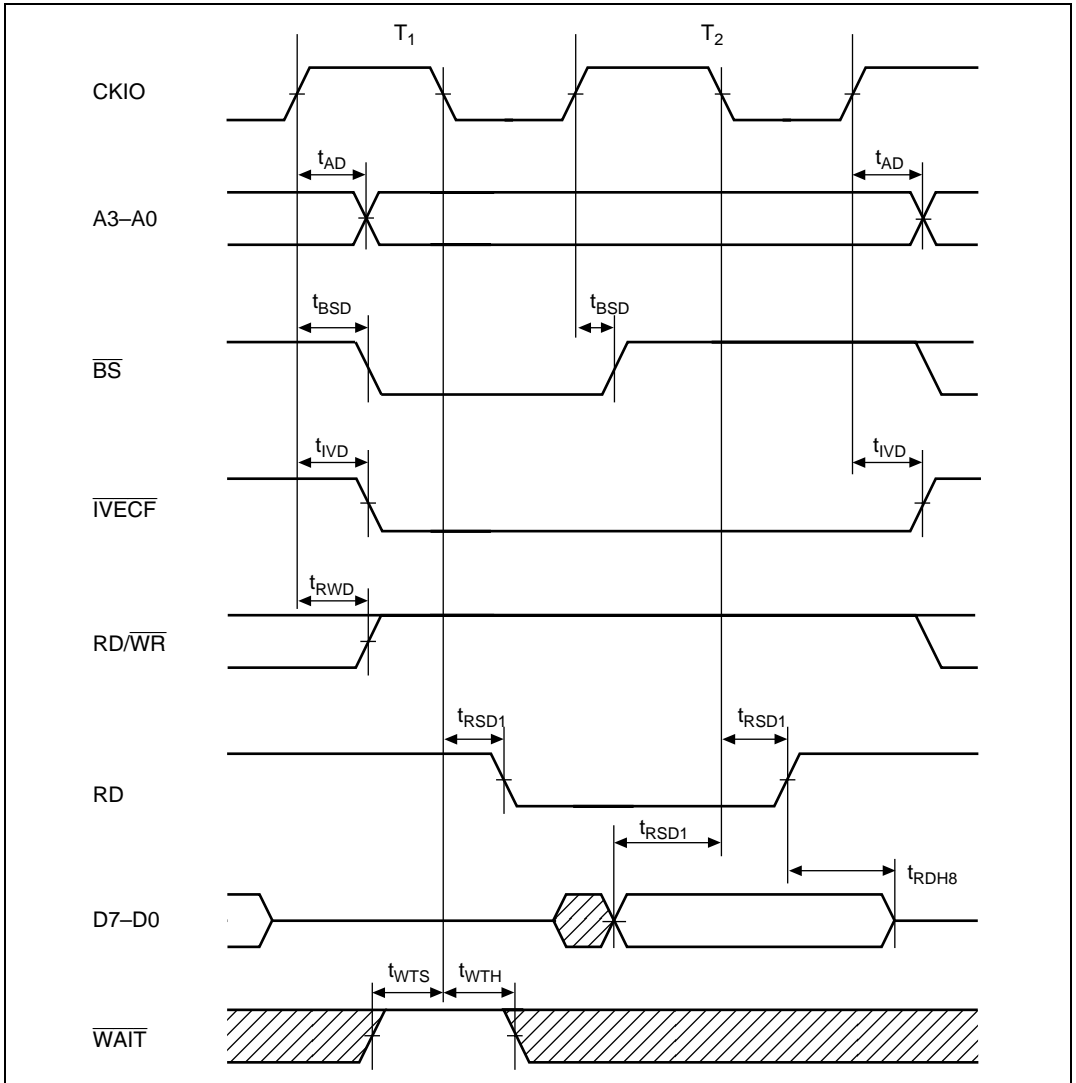 T1 T2
CKIO
tAD tAD
A3–A0
tBSD tBSD
BS
tIVD tIVD
IVECF
tRWD
RD/WR
tRSD1 tRSD1
RD
tRSD1
tRDH8
D7–D0
tWTS tWTH
WAIT